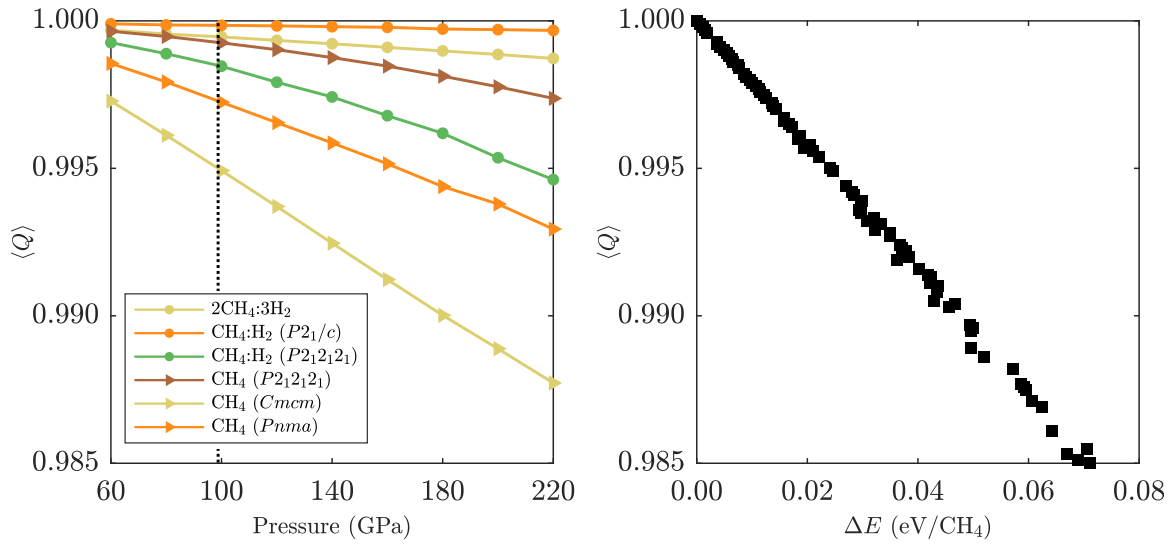 1.000
0.995
0.990
0.985
⟨Q⟩
60
100
140
180
220
Pressure (GPa)
2CH₄:3H₂
CH₄:H₂ (P2₁/c)
CH₄:H₂ (P2₁2₁2₁)
CH₄ (P2₁2₁2₁)
CH₄ (Cmcm)
CH₄ (Pnma)
1.000
0.995
0.990
0.985
⟨Q⟩
0.00
0.02
0.04
0.06
0.08
ΔE (eV/CH₄)